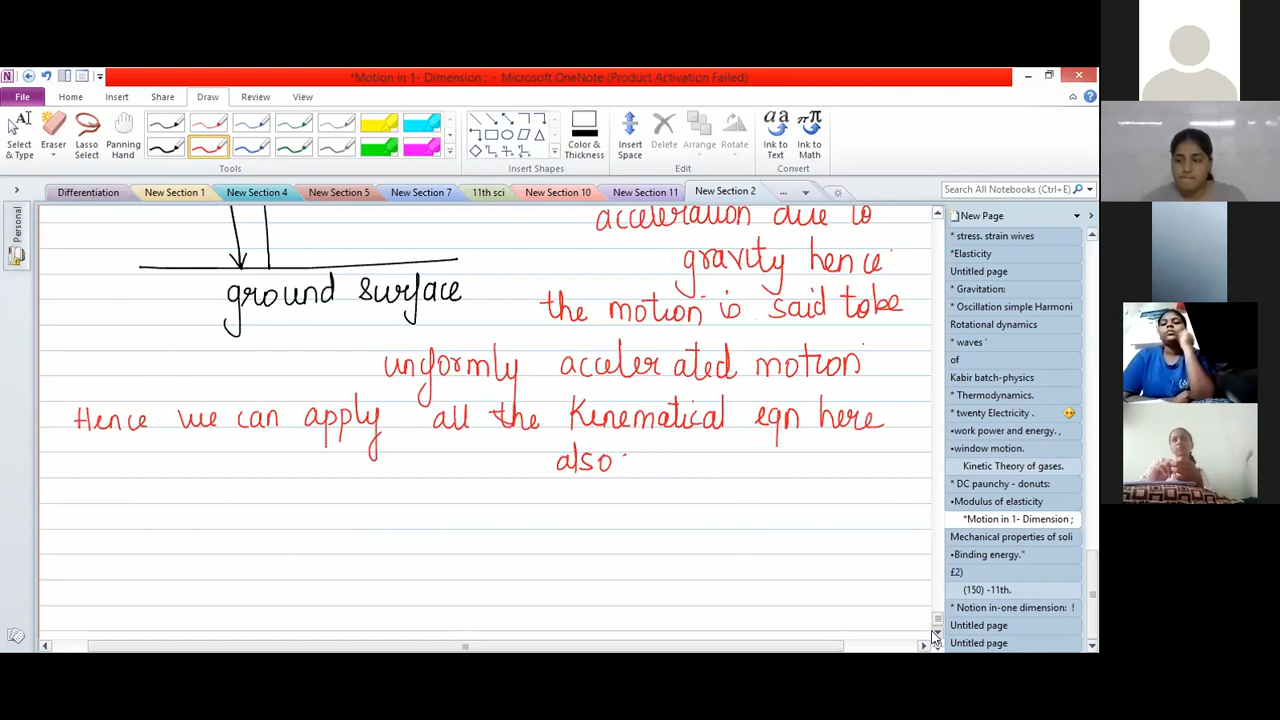 *Motion in 1- Dimension ; - Microsoft OneNote (Product Activation Failed)
File Home Insert Share Draw Review View
Select & Type
Eraser
Lasso Select
Panning Hand
Color & Thickness
Insert Space
Delete
Arrange
Rotate
Ink to Text
Ink to Math
Tools
Insert Shapes
Edit
Convert
Differentiation New Section 1 New Section 4 New Section 5 New Section 7 11th sci New Section 10 New Section 11 New Section 2 ...
Search All Notebooks (Ctrl+E)
Personal
acceleration due to
gravity hence
ground surface
the motion is said tobe
unformly accelerated motion
Hence we can apply all the Kinematical eqn here
also
New Page
* stress, strain wives
*Elasticity
Untitled page
* Gravitation:
* Oscillation simple Harmoni
Rotational dynamics
* waves '
of
Kabir batch-physics
* Thermodynamics.
* twenty Electricity .
•work power and energy. ,
•window motion.
Kinetic Theory of gases.
* DC paunchy - donuts:
•Modulus of elasticity
*Motion in 1- Dimension ;
Mechanical properties of soli
•Binding energy."
£2)
(150) -11th.
* Notion in-one dimension: !
Untitled page
Untitled page